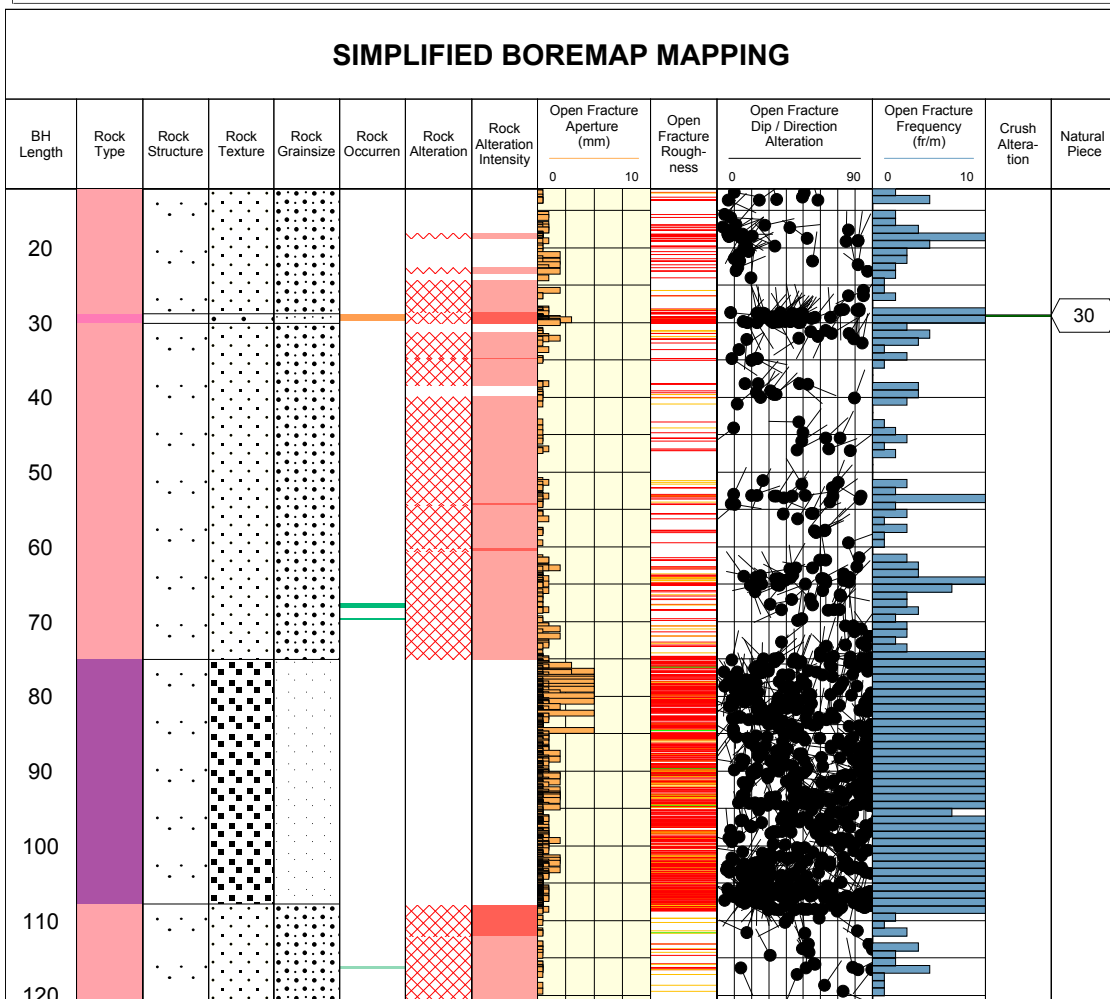 SIMPLIFIED BOREMAP MAPPING
BH
Length
Rock
Type
Rock
Structure
Rock
Texture
Rock
Grainsize
Rock
Occurren
Rock
Alteration
Rock
Alteration
Intensity
Open Fracture
Aperture
(mm)
0 10
Open
Fracture
Rough-
ness
Open Fracture
Dip / Direction
Alteration
0 90
Open Fracture
Frequency
(fr/m)
0 10
Crush
Altera-
tion
Natural
Piece
20
30
30
40
50
60
70
80
90
100
110
120